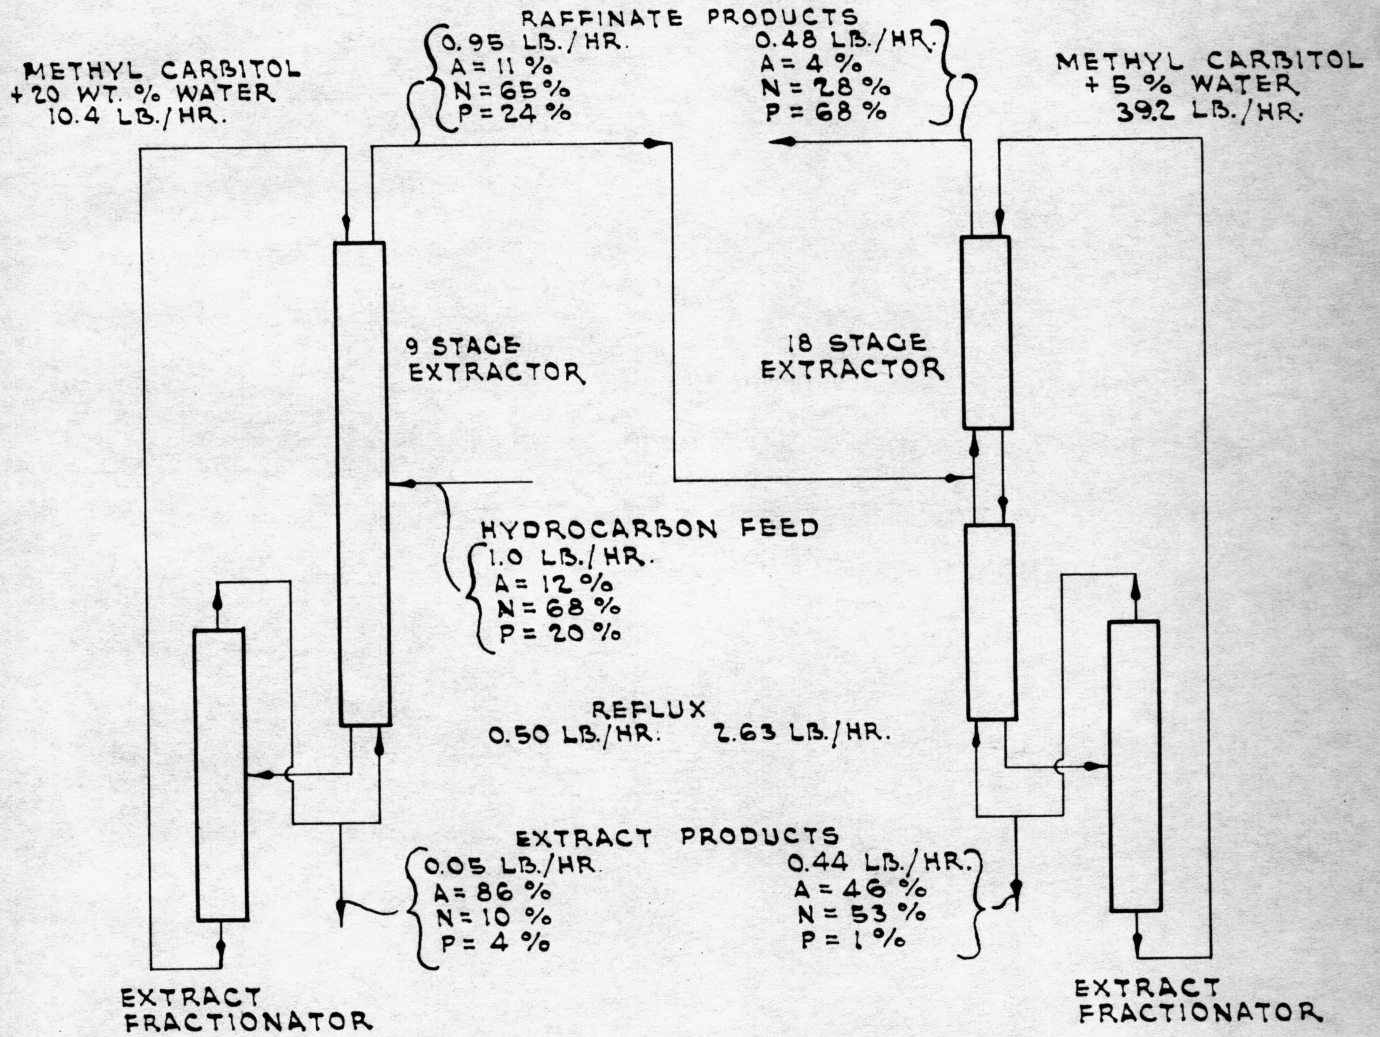 RAFFINATE PRODUCTS
0.95 LB./HR.
A = 11 %
N = 65 %
P = 24 %
0.48 LB./HR.
A = 4 %
N = 28 %
P = 68 %
METHYL CARBITOL
+20 WT. % WATER
10.4 LB./HR.
METHYL CARBITOL
+ 5 % WATER
39.2 LB./HR.
9 STAGE
EXTRACTOR
18 STAGE
EXTRACTOR
HYDROCARBON FEED
1.0 LB./HR.
A = 12 %
N = 68 %
P = 20 %
REFLUX
0.50 LB./HR. 2.63 LB./HR.
EXTRACT PRODUCTS
0.05 LB./HR.
A = 86 %
N = 10 %
P = 4 %
0.44 LB./HR.
A = 46 %
N = 53 %
P = 1 %
EXTRACT
FRACTIONATOR
EXTRACT
FRACTIONATOR